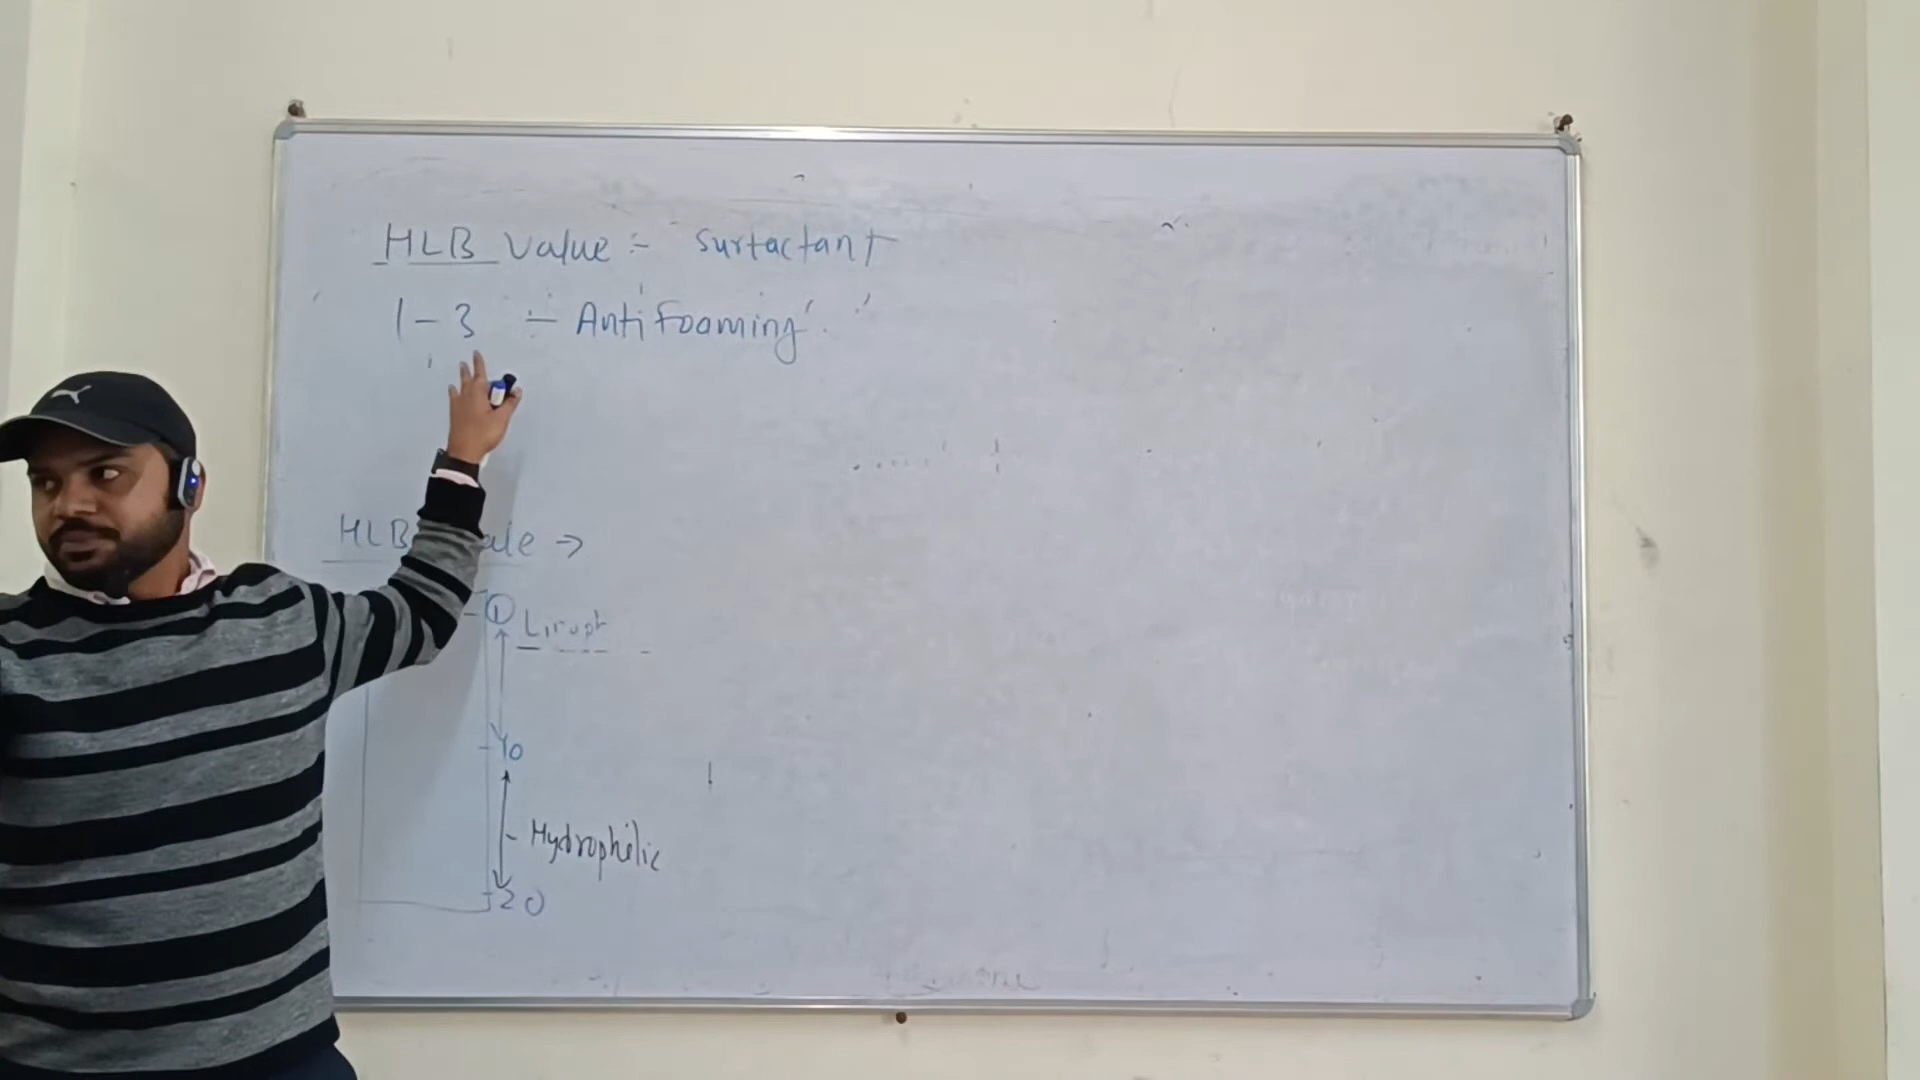 HLB Value :- Surfactant
1-3 :- Antifoaming
HLB ale →
1
10
- Hydrophilic
20